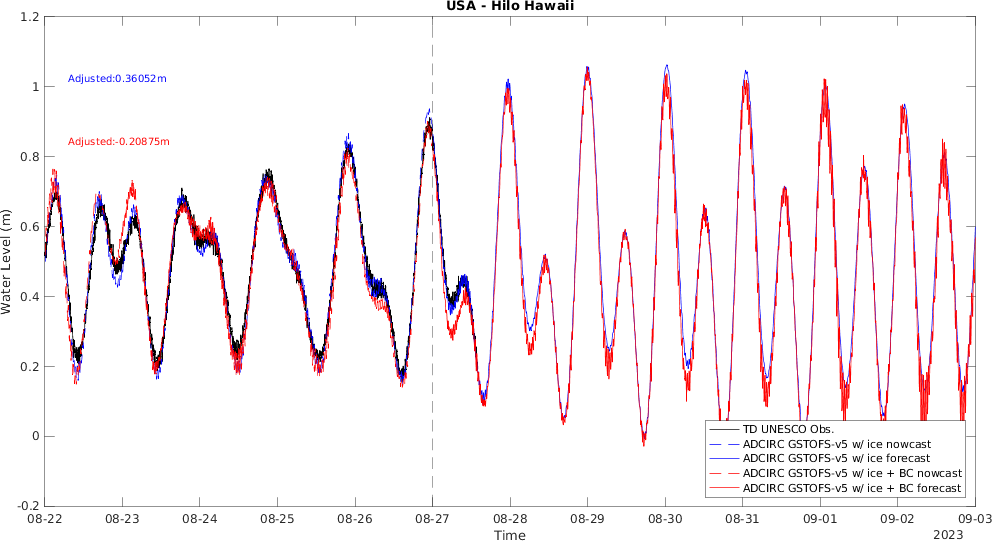 USA - Hilo Hawaii
1.2
1
0.8
0.6
0.4
0.2
0
-0.2
Water Level (m)
Adjusted:0.36052m
Adjusted:-0.20875m
TD UNESCO Obs.
ADCIRC GSTOFS-v5 w/ ice nowcast
ADCIRC GSTOFS-v5 w/ ice forecast
ADCIRC GSTOFS-v5 w/ ice + BC nowcast
ADCIRC GSTOFS-v5 w/ ice + BC forecast
08-22 08-23 08-24 08-25 08-26 08-27 08-28 08-29 08-30 08-31 09-01 09-02 09-03
Time
2023